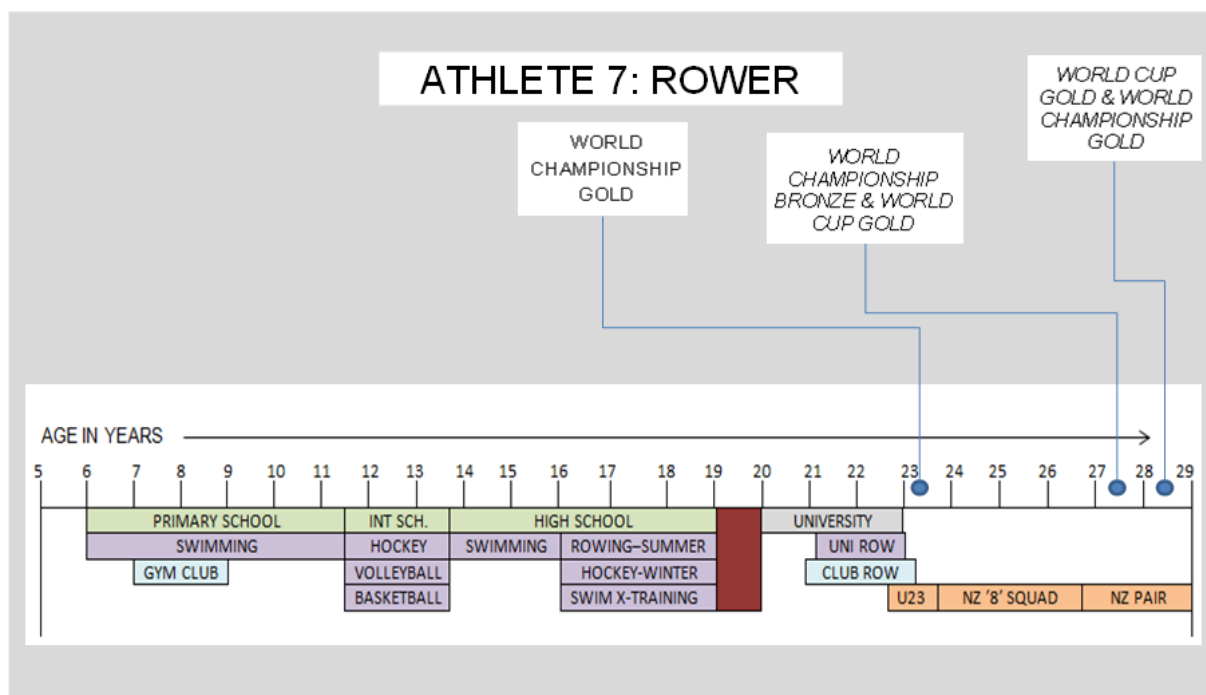 ATHLETE 7: ROWER
WORLD
CHAMPIONSHIP
GOLD
WORLD
CHAMPIONSHIP
BRONZE & WORLD
CUP GOLD
WORLD CUP
GOLD & WORLD
CHAMPIONSHIP
GOLD
AGE IN YEARS
5 6 7 8 9 10 11 12 13 14 15 16 17 18 19 20 21 22 23 24 25 26 27 28 29
PRIMARY SCHOOL INT SCH. HIGH SCHOOL UNIVERSITY
SWIMMING HOCKEY SWIMMING ROWING–SUMMER UNI ROW
GYM CLUB VOLLEYBALL HOCKEY-WINTER CLUB ROW
BASKETBALL SWIM X-TRAINING U23 NZ '8' SQUAD NZ PAIR